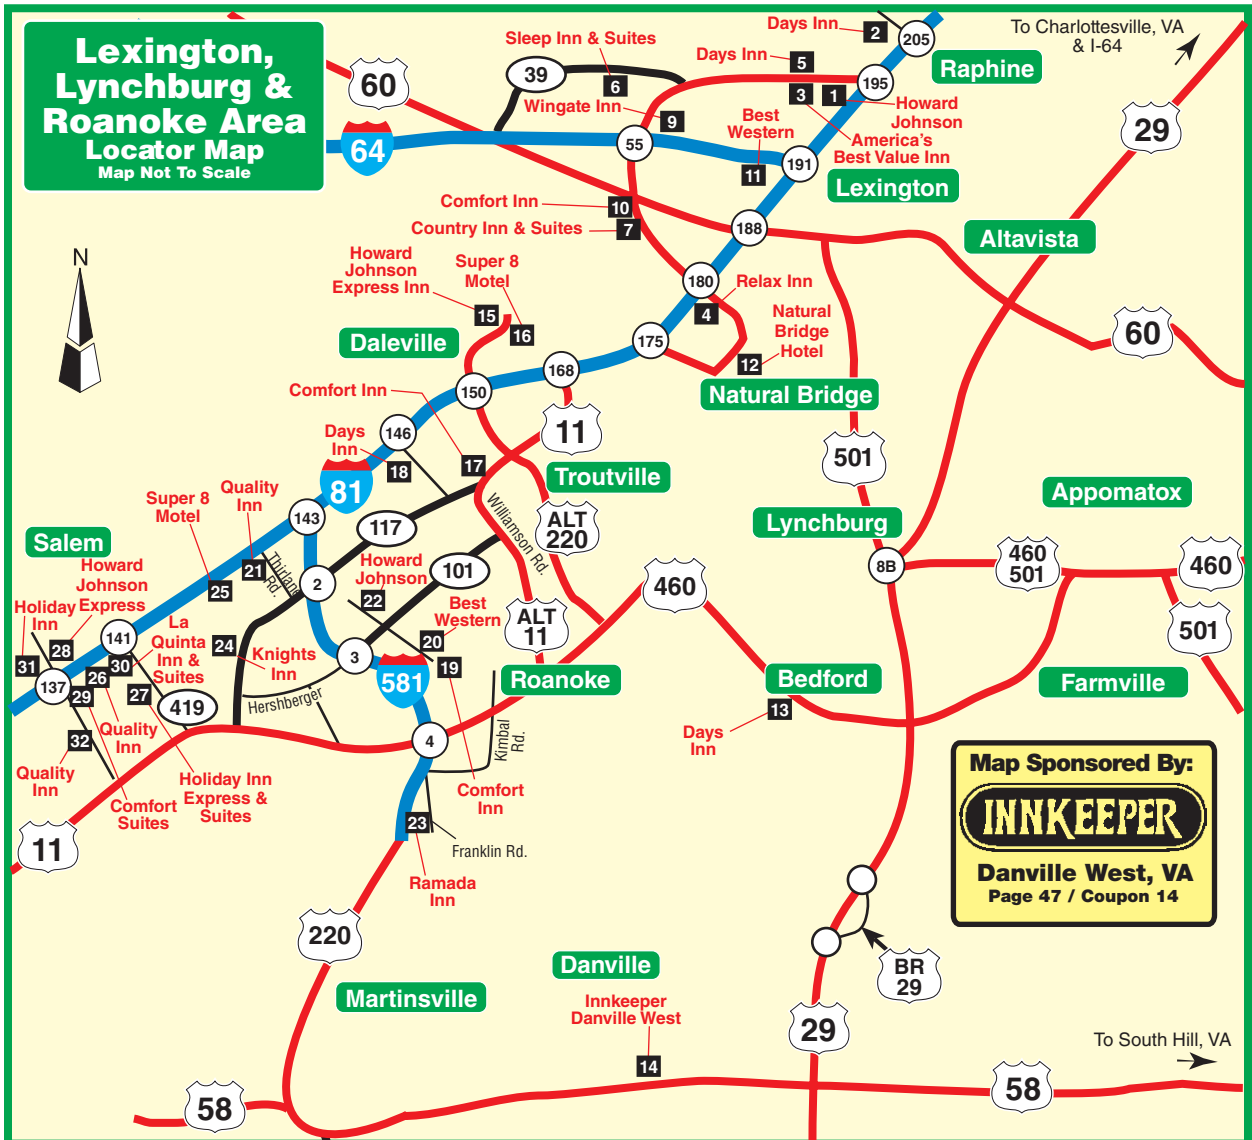 Lexington,
Lynchburg &
Roanoke Area
Locator Map
Map Not To Scale
To Charlottesville, VA
& I-64
Days Inn
2
205
Raphine
Sleep Inn & Suites
39
6
Days Inn
5
195
60
Wingate Inn
9
3
1
Howard
Johnson
America's
Best Value Inn
29
64
55
Best
Western
11
191
Lexington
Comfort Inn
10
Country Inn & Suites
7
188
Altavista
N
Howard
Johnson
Express Inn
15
Super 8
Motel
16
180
Relax Inn
4
Natural
Bridge
Hotel
12
60
Daleville
175
168
150
Natural Bridge
Comfort Inn
17
146
11
Days
Inn
18
501
81
Troutville
Quality
Inn
21
Super 8
Motel
25
143
117
Williamson Rd.
ALT
220
Appomatox
Lynchburg
Salem
8B
460
501
460
Howard
Johnson
Express
28
Thirlane
Rd.
2
Howard
Johnson
22
101
460
501
Holiday
Inn
31
141
La
Quinta
Inn &
Suites
30
24
Knights
Inn
3
Best
Western
20
ALT
11
19
137
26
29
27
419
Hershberger
581
Roanoke
Bedford
Farmville
13
Days
Inn
Quality
Inn
32
Quality
Inn
Comfort
Suites
Holiday Inn
Express &
Suites
4
Kimbal
Rd.
Comfort
Inn
11
23
Franklin Rd.
Ramada
Inn
Map Sponsored By:
INNKEEPER
Danville West, VA
Page 47 / Coupon 14
220
BR
29
Danville
Martinsville
Innkeeper
Danville West
14
29
To South Hill, VA
58
58